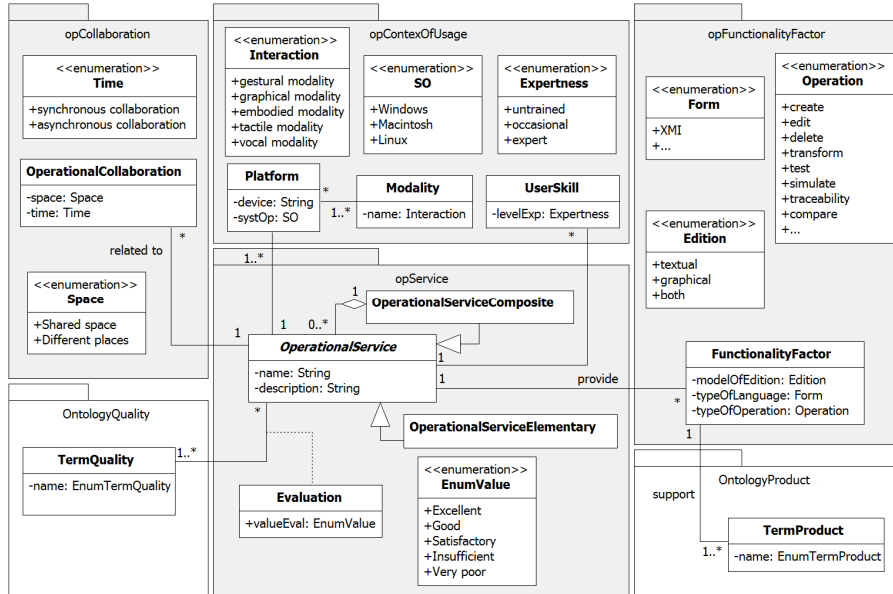 opCollaboration
<<enumeration>>
Time
+synchronous collaboration
+asynchronous collaboration
OperationalCollaboration
-space: Space
-time: Time
*
related to
<<enumeration>>
Space
+Shared space
+Different places
1
opContexOfUsage
<<enumeration>>
Interaction
+gestural modality
+graphical modality
+embodied modality
+tactile modality
+vocal modality
<<enumeration>>
SO
+Windows
+Macintosh
+Linux
<<enumeration>>
Expertness
+untrained
+occasional
+expert
Platform
-device: String
-systOp: SO
*
1..*
Modality
-name: Interaction
UserSkill
-levelExp: Expertness
*
1..*
opService
1
OperationalServiceComposite
0..*
1
OperationalService
-name: String
-description: String
1
1
provide
*
*
OperationalServiceElementary
<<enumeration>>
EnumValue
+Excellent
+Good
+Satisfactory
+Insufficient
+Very poor
Evaluation
+valueEval: EnumValue
opFunctionalityFactor
<<enumeration>>
Form
+XMI
+...
<<enumeration>>
Operation
+create
+edit
+delete
+transform
+test
+simulate
+traceability
+compare
+...
<<enumeration>>
Edition
+textual
+graphical
+both
FunctionalityFactor
-modelOfEdition: Edition
-typeOfLanguage: Form
-typeOfOperation: Operation
1
OntologyQuality
TermQuality
-name: EnumTermQuality
1..*
OntologyProduct
support
1..*
TermProduct
-name: EnumTermProduct